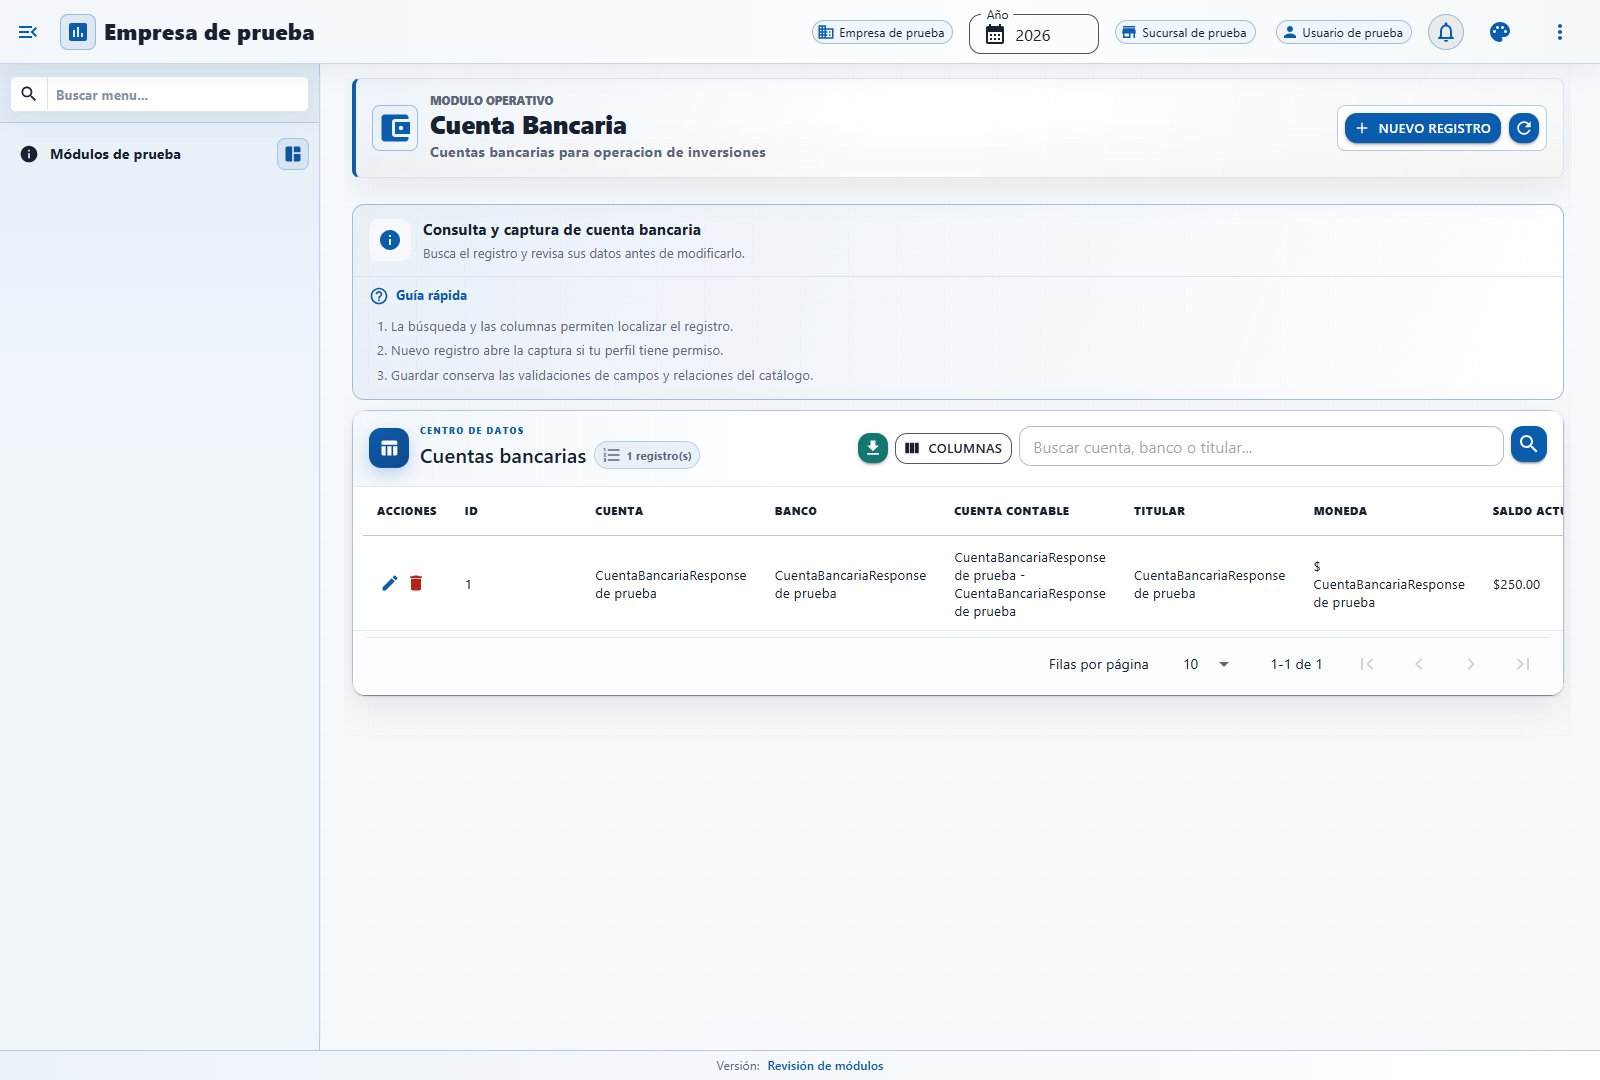 Empresa de prueba
Empresa de prueba
Año
2026
Sucursal de prueba
Usuario de prueba
Buscar menu...
Módulos de prueba
MODULO OPERATIVO
Cuenta Bancaria
Cuentas bancarias para operacion de inversiones
NUEVO REGISTRO
Consulta y captura de cuenta bancaria
Busca el registro y revisa sus datos antes de modificarlo.
Guía rápida
1. La búsqueda y las columnas permiten localizar el registro.
2. Nuevo registro abre la captura si tu perfil tiene permiso.
3. Guardar conserva las validaciones de campos y relaciones del catálogo.
CENTRO DE DATOS
Cuentas bancarias
1 registro(s)
COLUMNAS
Buscar cuenta, banco o titular...
ACCIONES ID CUENTA BANCO CUENTA CONTABLE TITULAR MONEDA SALDO ACTU
1
CuentaBancariaResponse
de prueba
CuentaBancariaResponse
de prueba
CuentaBancariaResponse
de prueba -
CuentaBancariaResponse
de prueba
CuentaBancariaResponse
de prueba
$
CuentaBancariaResponse
de prueba
$250.00
Filas por página 10 1-1 de 1
Versión: Revisión de módulos